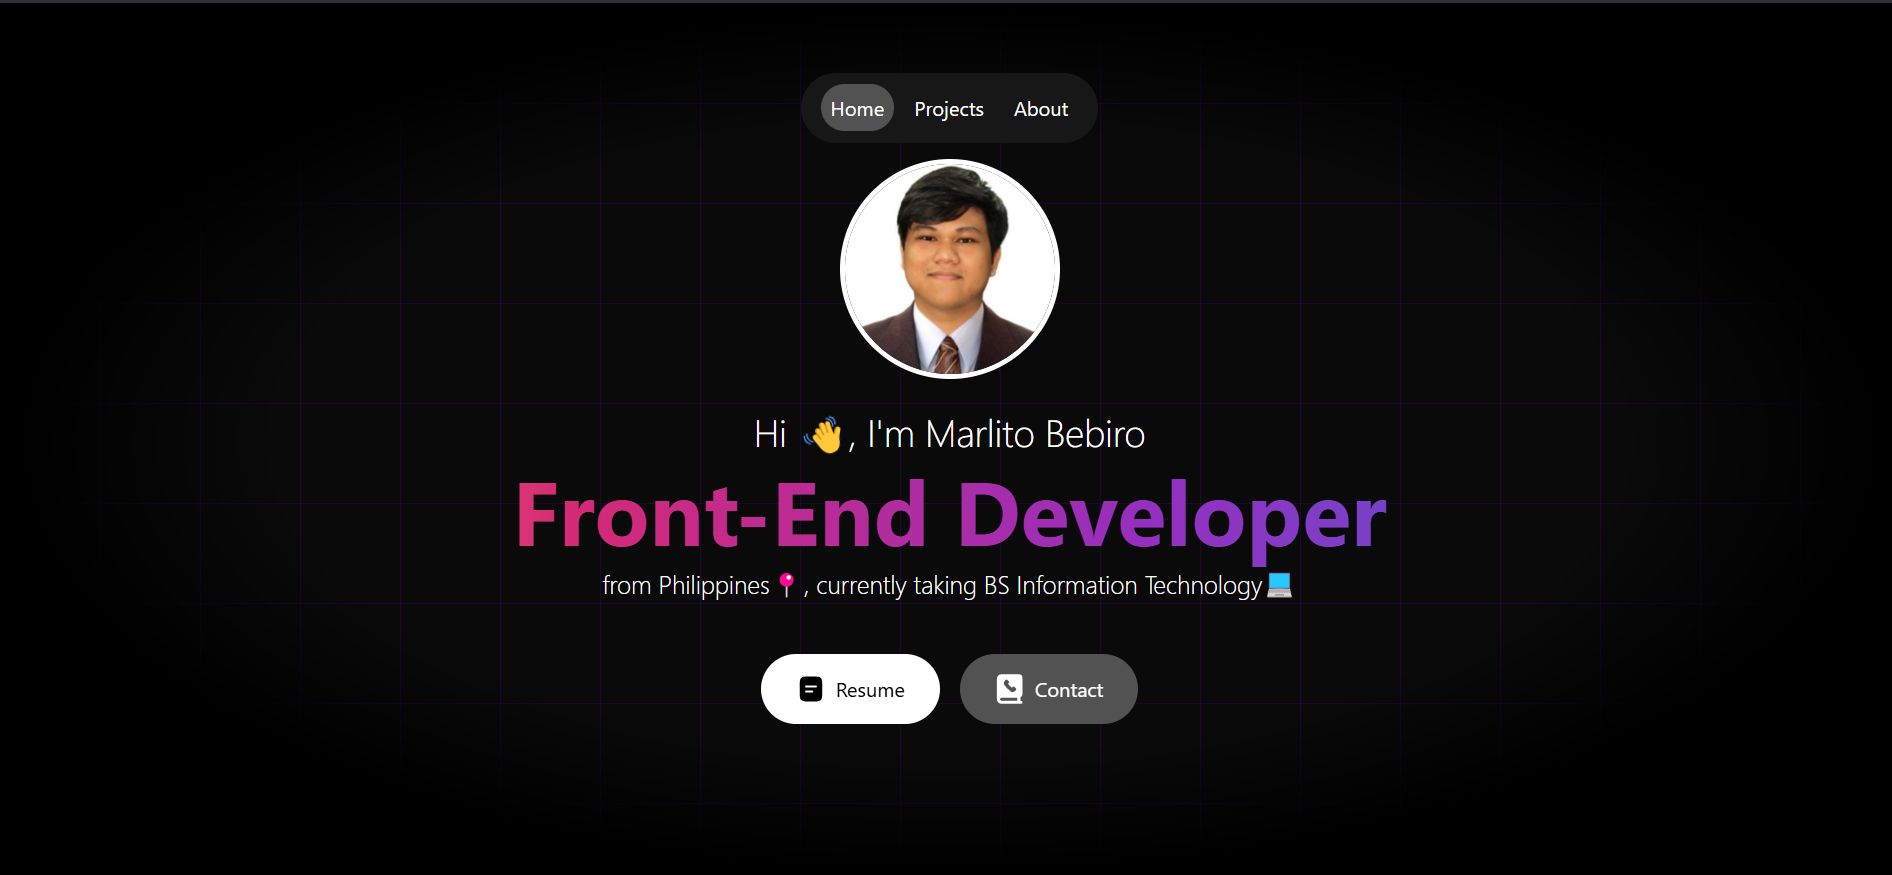 Home Projects About
Hi 👋, I'm Marlito Bebiro
Front-End Developer
from Philippines📍, currently taking BS Information Technology💻
Resume Contact